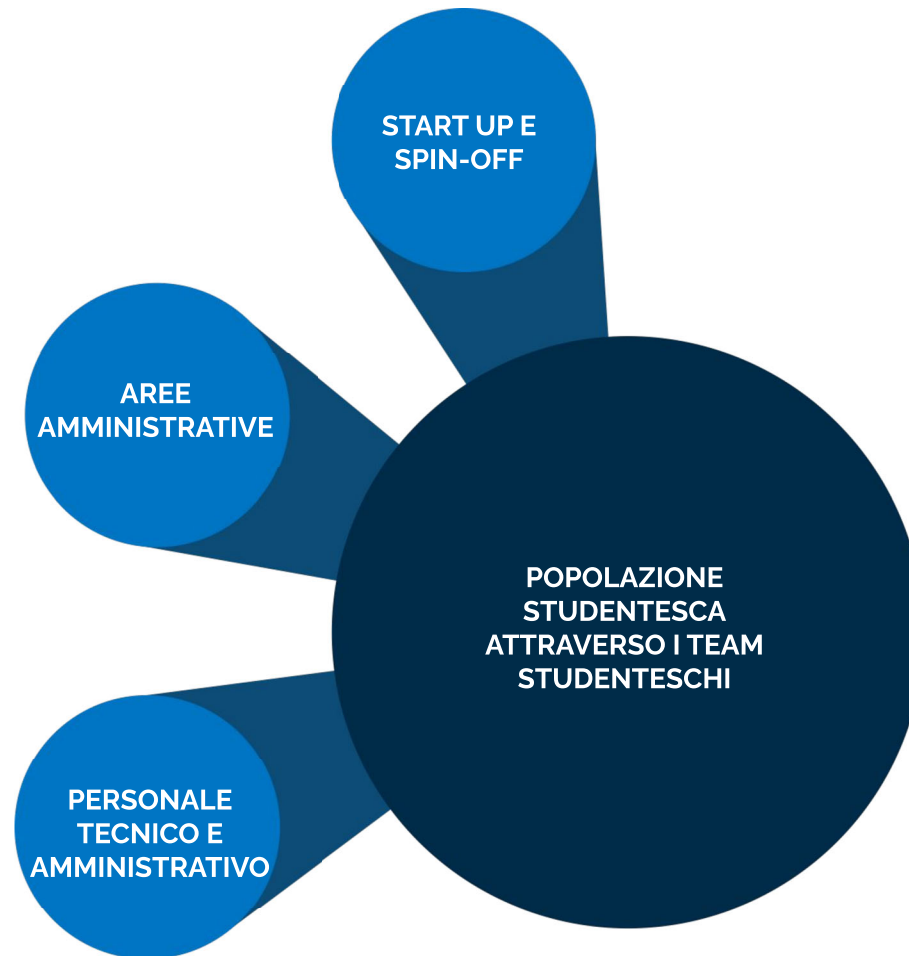 START UP E
SPIN-OFF
AREE
AMMINISTRATIVE
POPOLAZIONE
STUDENTESCA
ATTRAVERSO I TEAM
STUDENTESCHI
PERSONALE
TECNICO E
AMMINISTRATIVO